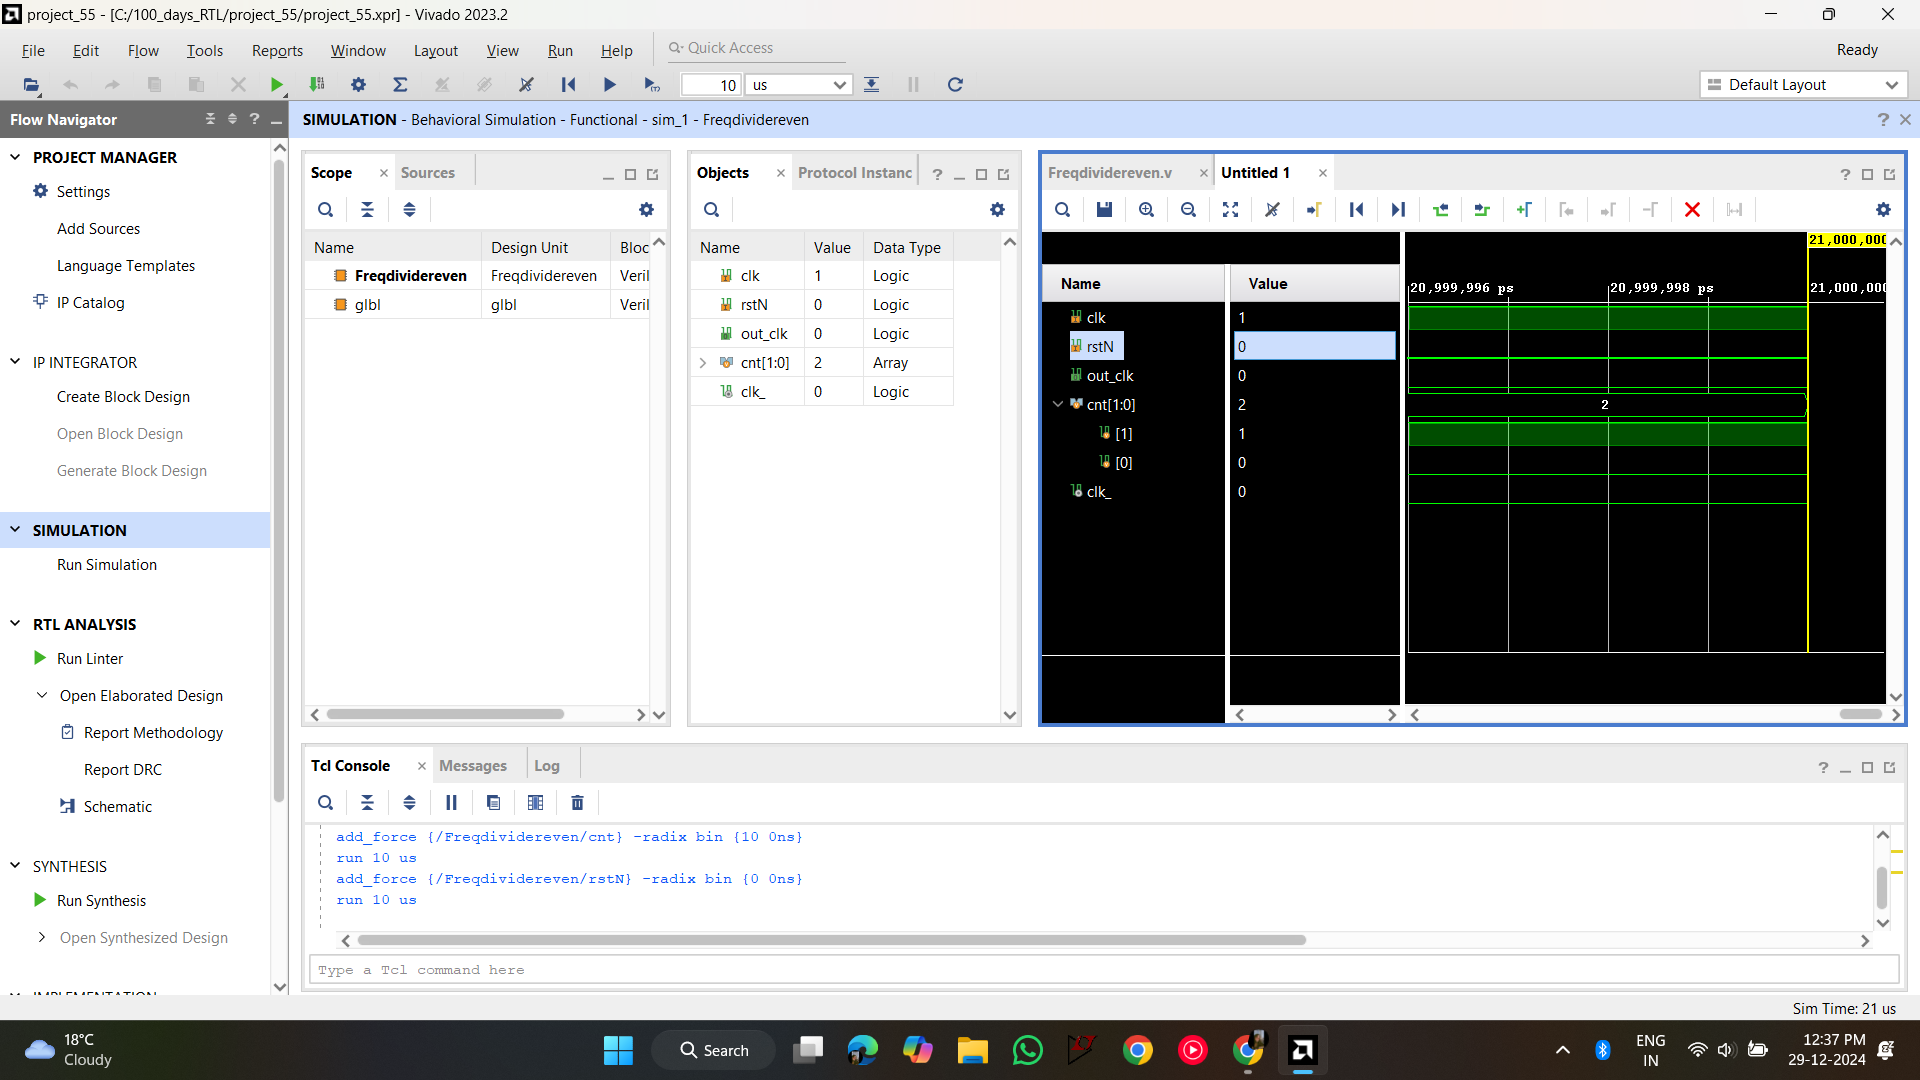 project_55 - [C:/100_days_RTL/project_55/project_55.xpr] - Vivado 2023.2
File Edit Flow Tools Reports Window Layout View Run Help Quick Access
Ready
10 us
Default Layout
Flow Navigator
SIMULATION - Behavioral Simulation - Functional - sim_1 - Freqdividereven
PROJECT MANAGER
Settings
Add Sources
Language Templates
IP Catalog
IP INTEGRATOR
Create Block Design
Open Block Design
Generate Block Design
SIMULATION
Run Simulation
RTL ANALYSIS
Run Linter
Open Elaborated Design
Report Methodology
Report DRC
Schematic
SYNTHESIS
Run Synthesis
Open Synthesized Design
IMPLEMENTATION
Scope Sources
Name Design Unit Bloc
Freqdividereven Freqdividereven Veril
glbl glbl Veril
Objects Protocol Instanc
Name Value Data Type
clk 1 Logic
rstN 0 Logic
out_clk 0 Logic
cnt[1:0] 2 Array
clk_ 0 Logic
Freqdividereven.v Untitled 1
21,000,000
Name Value
20,999,996 ps 20,999,998 ps 21,000,000
clk 1
rstN 0
out_clk 0
cnt[1:0] 2 2
[1] 1
[0] 0
clk_ 0
Tcl Console Messages Log
add_force {/Freqdividereven/cnt} -radix bin {10 0ns}
run 10 us
add_force {/Freqdividereven/rstN} -radix bin {0 0ns}
run 10 us
Type a Tcl command here
Sim Time: 21 us
18°C
Cloudy
Search
ENG
IN
12:37 PM
29-12-2024